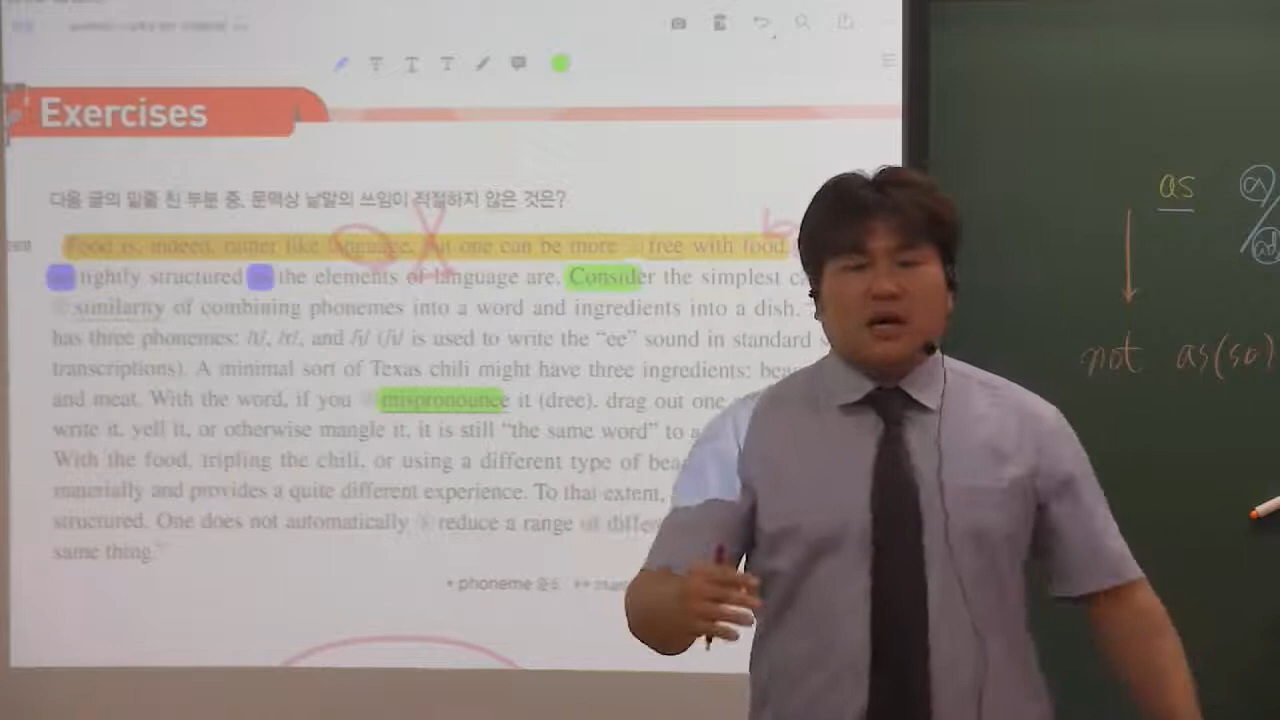 Exercises
다음 글의 밑줄 친 부분 중, 문맥상 낱말의 쓰임이 적절하지 않은 것은?
Food is, indeed, rather like language, but one can be more free with food.
tightly structured as the elements of language are. Consider the simplest
similarity of combining phonemes into a word and ingredients into a dish.
has three phonemes: /t/, /r/, and /i/ (/i/ is used to write the “ee” sound in standard
transcriptions). A minimal sort of Texas chili might have three ingredients:
and meat. With the word, if you mispronounce it (dree), drag out one
write it, yell it, or otherwise mangle it, it is still “the same word” to a
With the food, tripling the chili, or using a different type of
materially and provides a quite different experience. To that extent,
structured. One does not automatically reduce a range of
same thing.”
* phoneme 음소 **
as
not as(so)